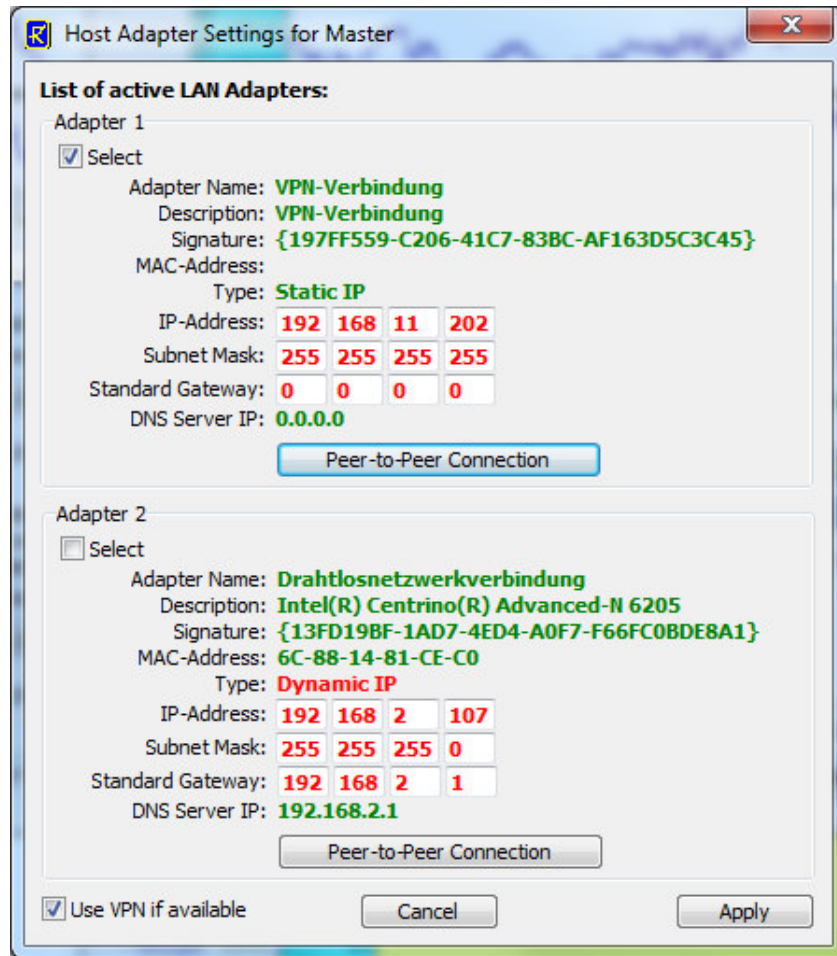 Host Adapter Settings for Master
List of active LAN Adapters:
Adapter 1
Select
Adapter Name: VPN-Verbindung
Description: VPN-Verbindung
Signature: {197FF559-C206-41C7-83BC-AF163D5C3C45}
MAC-Address:
Type: Static IP
IP-Address: 192 168 11 202
Subnet Mask: 255 255 255 255
Standard Gateway: 0 0 0 0
DNS Server IP: 0.0.0.0
Peer-to-Peer Connection
Adapter 2
Select
Adapter Name: Drahtlosnetzwerkverbindung
Description: Intel(R) Centrino(R) Advanced-N 6205
Signature: {13FD19BF-1AD7-4ED4-A0F7-F66FC0BDE8A1}
MAC-Address: 6C-88-14-81-CE-C0
Type: Dynamic IP
IP-Address: 192 168 2 107
Subnet Mask: 255 255 255 0
Standard Gateway: 192 168 2 1
DNS Server IP: 192.168.2.1
Peer-to-Peer Connection
Use VPN if available Cancel Apply